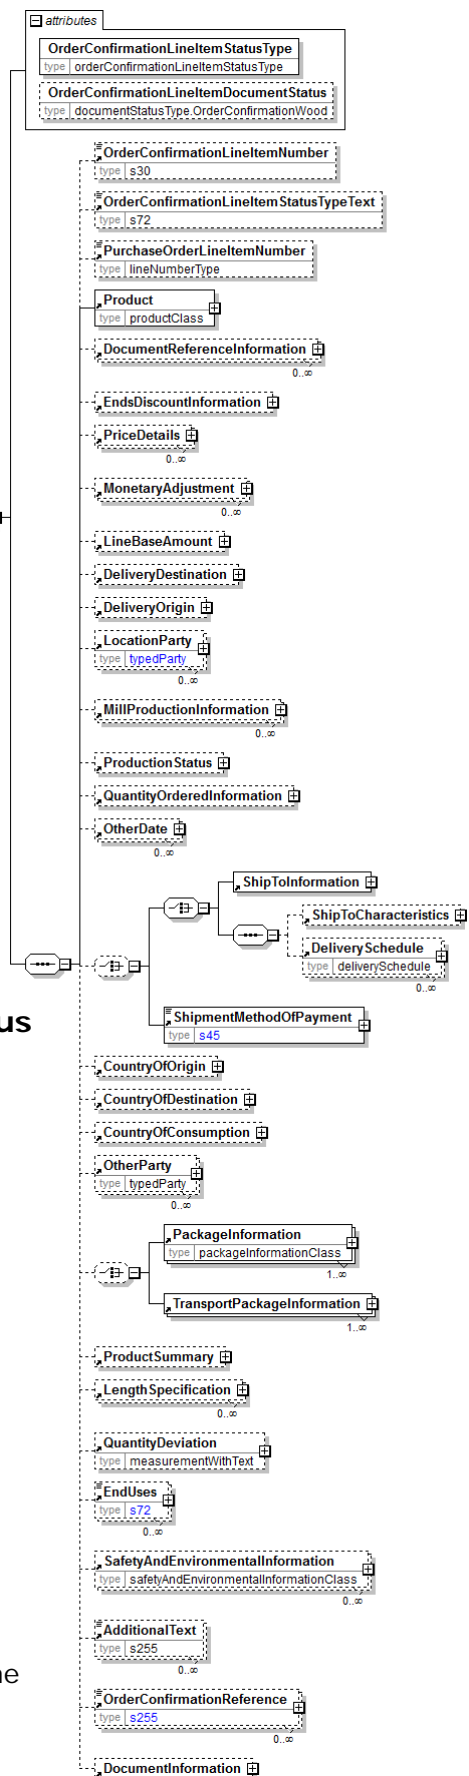 attributes
OrderConfirmationLineItemStatusType
type orderConfirmationLineItemStatusType
OrderConfirmationLineItemDocumentStatus
type documentStatusType.OrderConfirmationWood
OrderConfirmationLineItemNumber
type s30
OrderConfirmationLineItemStatusTypeText
type s72
PurchaseOrderLineItemNumber
type lineNumberType
Product
type productClass
DocumentReferenceInformation
0..∞
EndsDiscountInformation
PriceDetails
0..∞
MonetaryAdjustment
0..∞
LineBaseAmount
DeliveryDestination
DeliveryOrigin
LocationParty
type typedParty
0..∞
MillProductionInformation
0..∞
ProductionStatus
QuantityOrderedInformation
OtherDate
0..∞
ShipToInformation
ShipToCharacteristics
DeliverySchedule
type deliverySchedule
0..∞
us
ShipmentMethodOfPayment
type s45
CountryOfOrigin
CountryOfDestination
CountryOfConsumption
OtherParty
type typedParty
0..∞
PackageInformation
type packageInformationClass
1..∞
TransportPackageInformation
1..∞
ProductSummary
LengthSpecification
0..∞
QuantityDeviation
type measurementWithText
EndUses
type s72
0..∞
SafetyAndEnvironmentalInformation
type safetyAndEnvironmentalInformationClass
0..∞
AdditionalText
type s255
0..∞
ne
OrderConfirmationReference
type s255
0..∞
DocumentInformation